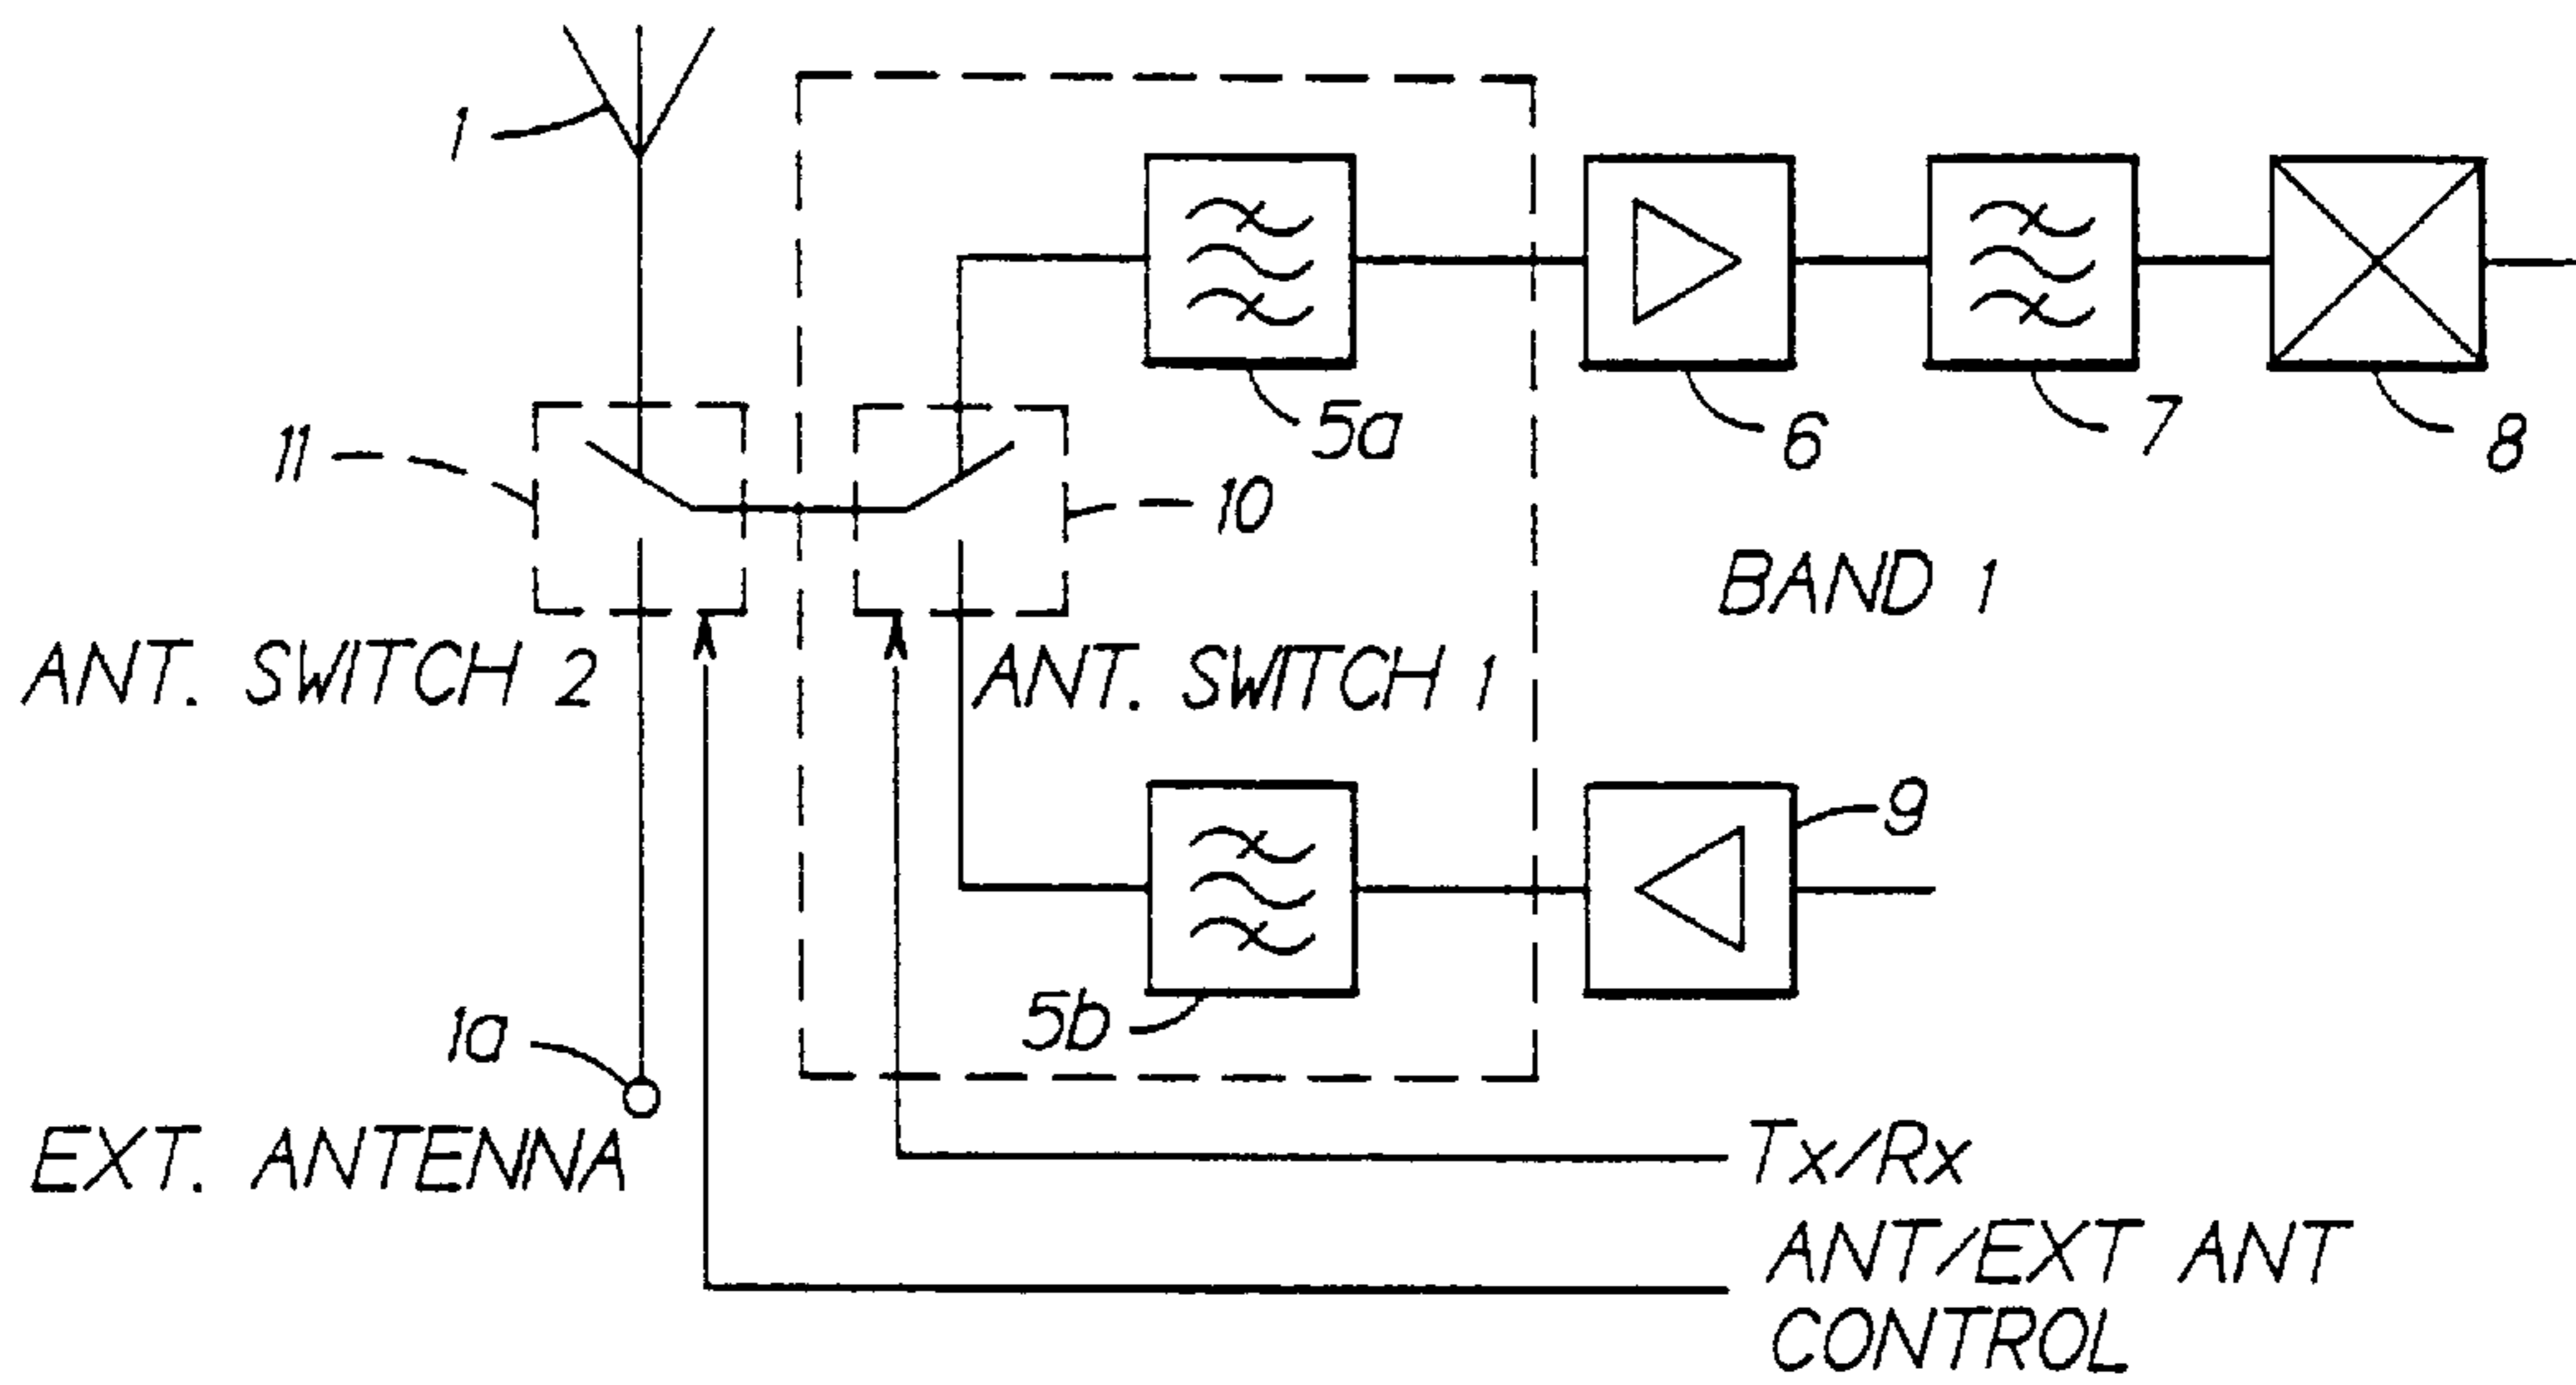 1
11
5a
6
7
8
10
BAND 1
ANT. SWITCH 2
ANT. SWITCH 1
9
5b
1a
EXT. ANTENNA
Tx/Rx
ANT/EXT ANT
CONTROL